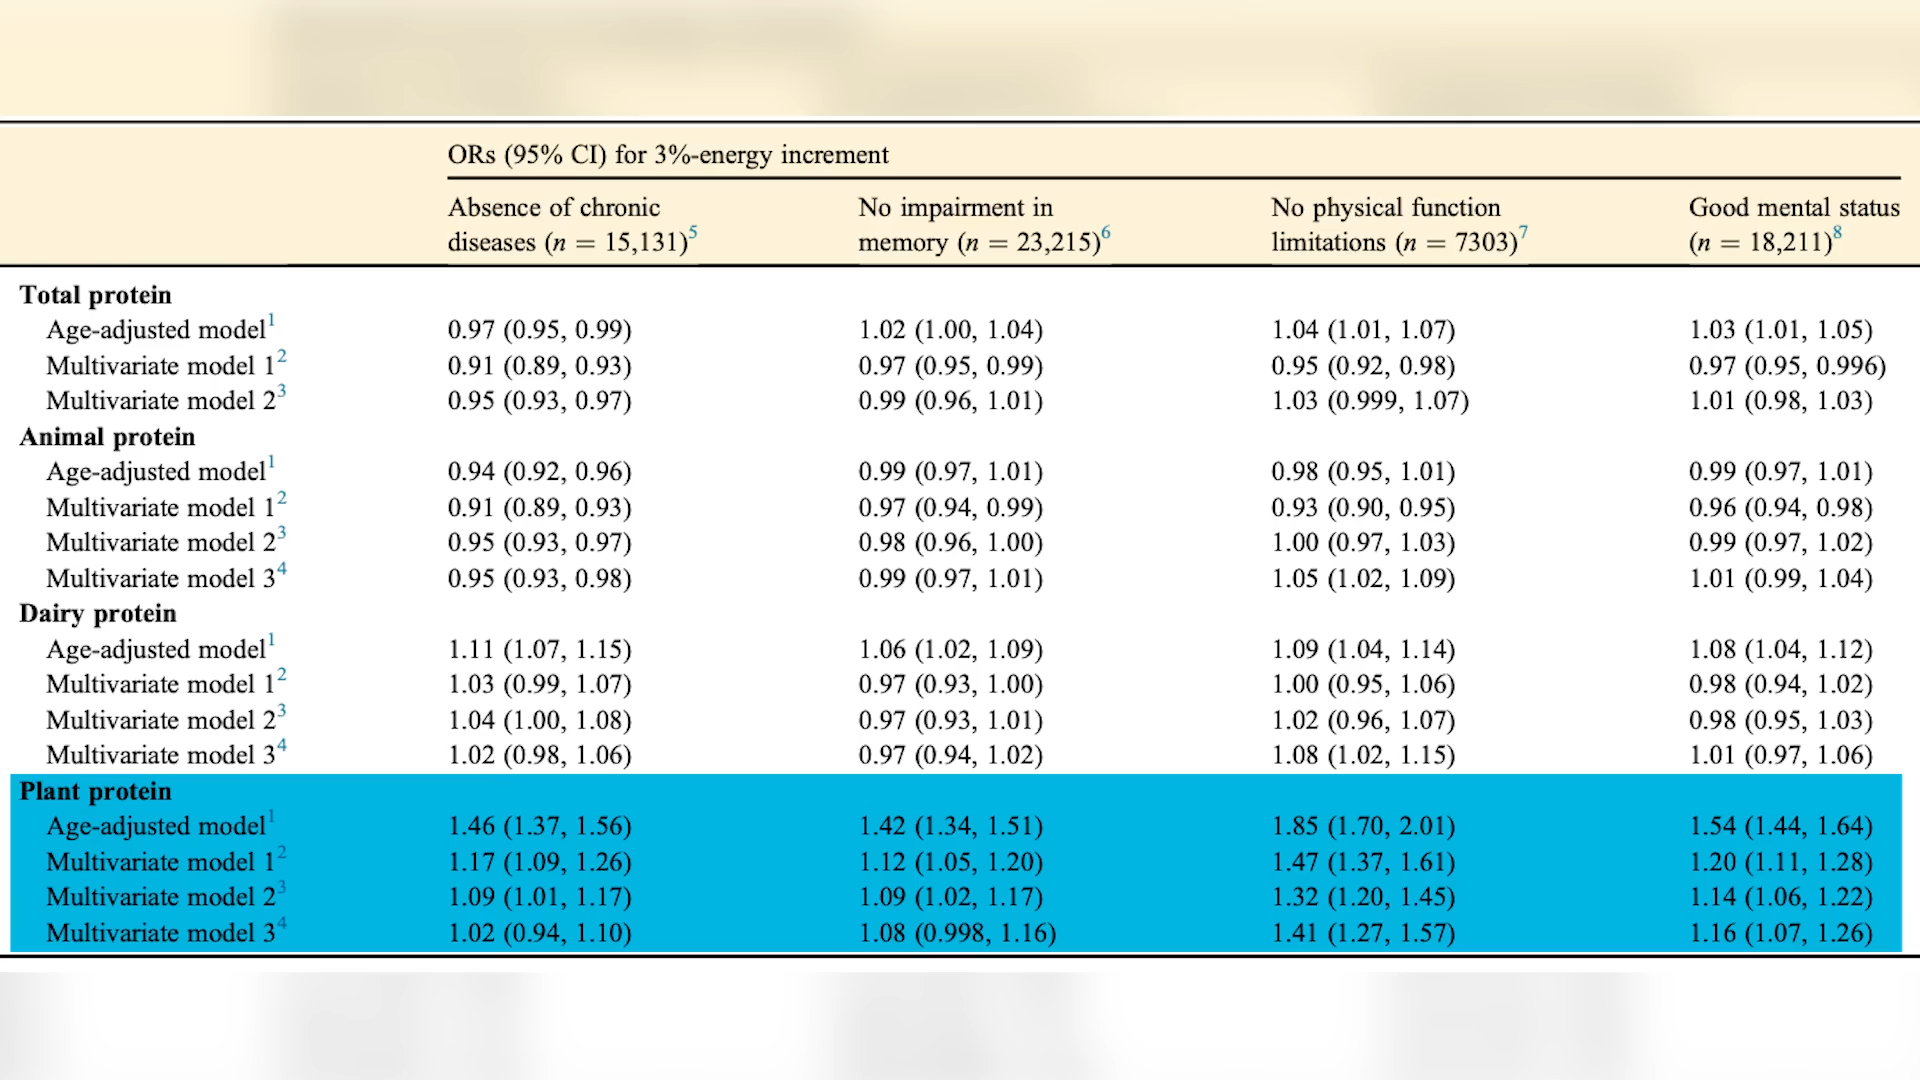 ORs (95% CI) for 3%-energy increment
Absence of chronic diseases (n = 15,131)5 No impairment in memory (n = 23,215)6 No physical function limitations (n = 7303)7 Good mental status (n = 18,211)8
Total protein
Age-adjusted model1 0.97 (0.95, 0.99) 1.02 (1.00, 1.04) 1.04 (1.01, 1.07) 1.03 (1.01, 1.05)
Multivariate model 12 0.91 (0.89, 0.93) 0.97 (0.95, 0.99) 0.95 (0.92, 0.98) 0.97 (0.95, 0.996)
Multivariate model 23 0.95 (0.93, 0.97) 0.99 (0.96, 1.01) 1.03 (0.999, 1.07) 1.01 (0.98, 1.03)
Animal protein
Age-adjusted model1 0.94 (0.92, 0.96) 0.99 (0.97, 1.01) 0.98 (0.95, 1.01) 0.99 (0.97, 1.01)
Multivariate model 12 0.91 (0.89, 0.93) 0.97 (0.94, 0.99) 0.93 (0.90, 0.95) 0.96 (0.94, 0.98)
Multivariate model 23 0.95 (0.93, 0.97) 0.98 (0.96, 1.00) 1.00 (0.97, 1.03) 0.99 (0.97, 1.02)
Multivariate model 34 0.95 (0.93, 0.98) 0.99 (0.97, 1.01) 1.05 (1.02, 1.09) 1.01 (0.99, 1.04)
Dairy protein
Age-adjusted model1 1.11 (1.07, 1.15) 1.06 (1.02, 1.09) 1.09 (1.04, 1.14) 1.08 (1.04, 1.12)
Multivariate model 12 1.03 (0.99, 1.07) 0.97 (0.93, 1.00) 1.00 (0.95, 1.06) 0.98 (0.94, 1.02)
Multivariate model 23 1.04 (1.00, 1.08) 0.97 (0.93, 1.01) 1.02 (0.96, 1.07) 0.98 (0.95, 1.03)
Multivariate model 34 1.02 (0.98, 1.06) 0.97 (0.94, 1.02) 1.08 (1.02, 1.15) 1.01 (0.97, 1.06)
Plant protein
Age-adjusted model1 1.46 (1.37, 1.56) 1.42 (1.34, 1.51) 1.85 (1.70, 2.01) 1.54 (1.44, 1.64)
Multivariate model 12 1.17 (1.09, 1.26) 1.12 (1.05, 1.20) 1.47 (1.37, 1.61) 1.20 (1.11, 1.28)
Multivariate model 23 1.09 (1.01, 1.17) 1.09 (1.02, 1.17) 1.32 (1.20, 1.45) 1.14 (1.06, 1.22)
Multivariate model 34 1.02 (0.94, 1.10) 1.08 (0.998, 1.16) 1.41 (1.27, 1.57) 1.16 (1.07, 1.26)